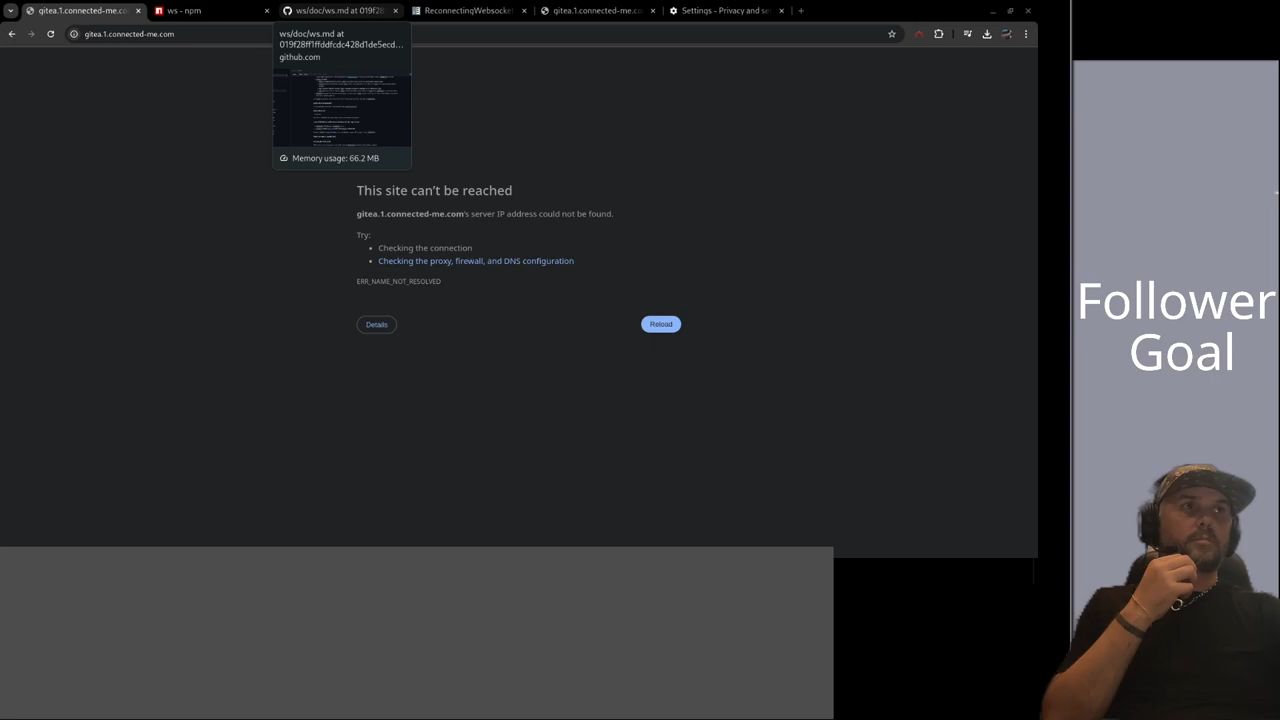 gitea.1.connected-me.co
ws - npm
ws/doc/ws.md at 019f28
ReconnectingWebsocket
gitea.1.connected-me.c
Settings - Privacy and se
gitea.1.connected-me.com
ws/doc/ws.md at
019f28ff1ffddfcdc428d1de5ecd...
github.com
Memory usage: 66.2 MB
This site can't be reached
gitea.1.connected-me.com's server IP address could not be found.
Try:
• Checking the connection
• Checking the proxy, firewall, and DNS configuration
ERR_NAME_NOT_RESOLVED
Details
Reload
Follower
Goal